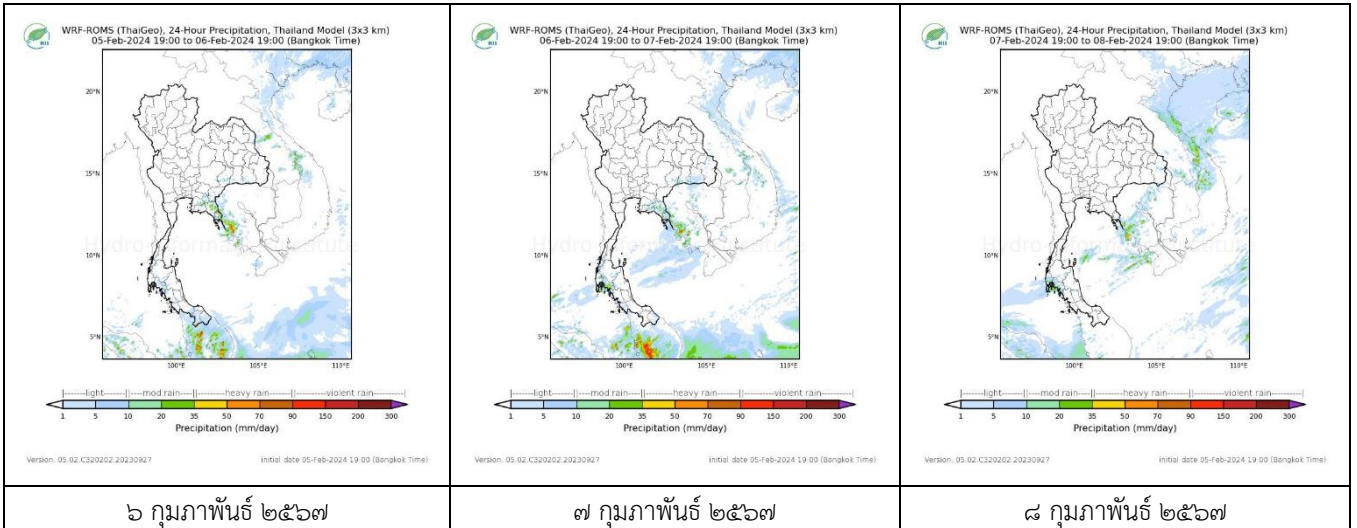 HII
WRF-ROMS (ThaiGeo), 24-Hour Precipitation, Thailand Model (3x3 km)
05-Feb-2024 19:00 to 06-Feb-2024 19:00 (Bangkok Time)
20°N
15°N
10°N
5°N
100°E 105°E 110°E
Hydro-Informatics Institute
light mod rain heavy rain violent rain
1 5 10 20 35 50 70 90 150 200 300
Precipitation (mm/day)
Version: 05.02.C320202.20230927 initial date 05-Feb-2024 19:00 (Bangkok Time)
๖ กุมภาพันธ์ ๒๕๖๗
HII
WRF-ROMS (ThaiGeo), 24-Hour Precipitation, Thailand Model (3x3 km)
06-Feb-2024 19:00 to 07-Feb-2024 19:00 (Bangkok Time)
20°N
15°N
10°N
5°N
100°E 105°E 110°E
Hydro-Informatics Institute
light mod rain heavy rain violent rain
1 5 10 20 35 50 70 90 150 200 300
Precipitation (mm/day)
Version: 05.02.C320202.20230927 initial date 05-Feb-2024 19:00 (Bangkok Time)
๗ กุมภาพันธ์ ๒๕๖๗
HII
WRF-ROMS (ThaiGeo), 24-Hour Precipitation, Thailand Model (3x3 km)
07-Feb-2024 19:00 to 08-Feb-2024 19:00 (Bangkok Time)
20°N
15°N
10°N
5°N
100°E 105°E 110°E
Hydro-Informatics Institute
light mod rain heavy rain violent rain
1 5 10 20 35 50 70 90 150 200 300
Precipitation (mm/day)
Version: 05.02.C320202.20230927 initial date 05-Feb-2024 19:00 (Bangkok Time)
๘ กุมภาพันธ์ ๒๕๖๗